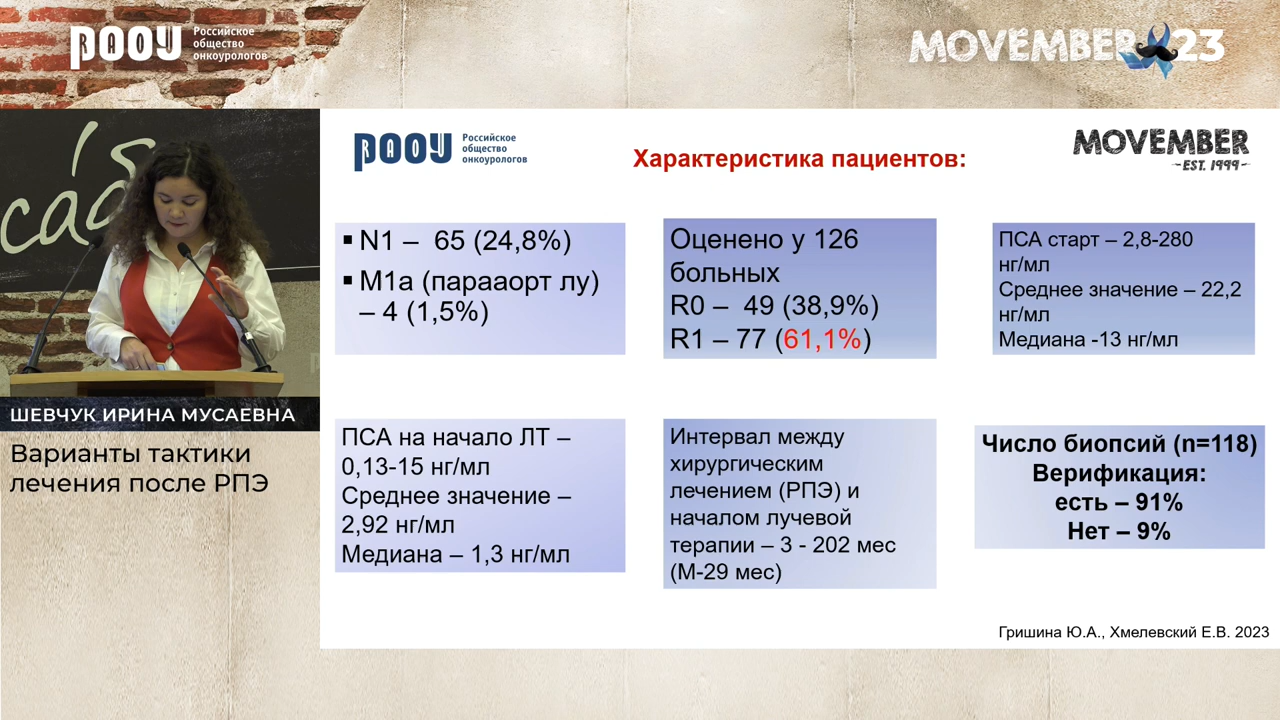 РООУ
Российское
общество
онкоурологов
MOVEMBER 23
РООУ
Российское
общество
онкоурологов
Характеристика пациентов:
MOVEMBER
EST. 1999
N1 – 65 (24,8%)
М1а (парааорт лу)
– 4 (1,5%)
Оценено у 126
больных
R0 – 49 (38,9%)
R1 – 77 (61,1%)
ПСА старт – 2,8-280
нг/мл
Среднее значение – 22,2
нг/мл
Медиана -13 нг/мл
ШЕВЧУК ИРИНА МУСАЕВНА
Варианты тактики
лечения после РПЭ
ПСА на начало ЛТ –
0,13-15 нг/мл
Среднее значение –
2,92 нг/мл
Медиана – 1,3 нг/мл
Интервал между
хирургическим
лечением (РПЭ) и
началом лучевой
терапии – 3 - 202 мес
(М-29 мес)
Число биопсий (n=118)
Верификация:
есть – 91%
Нет – 9%
Гришина Ю.А., Хмелевский Е.В. 2023